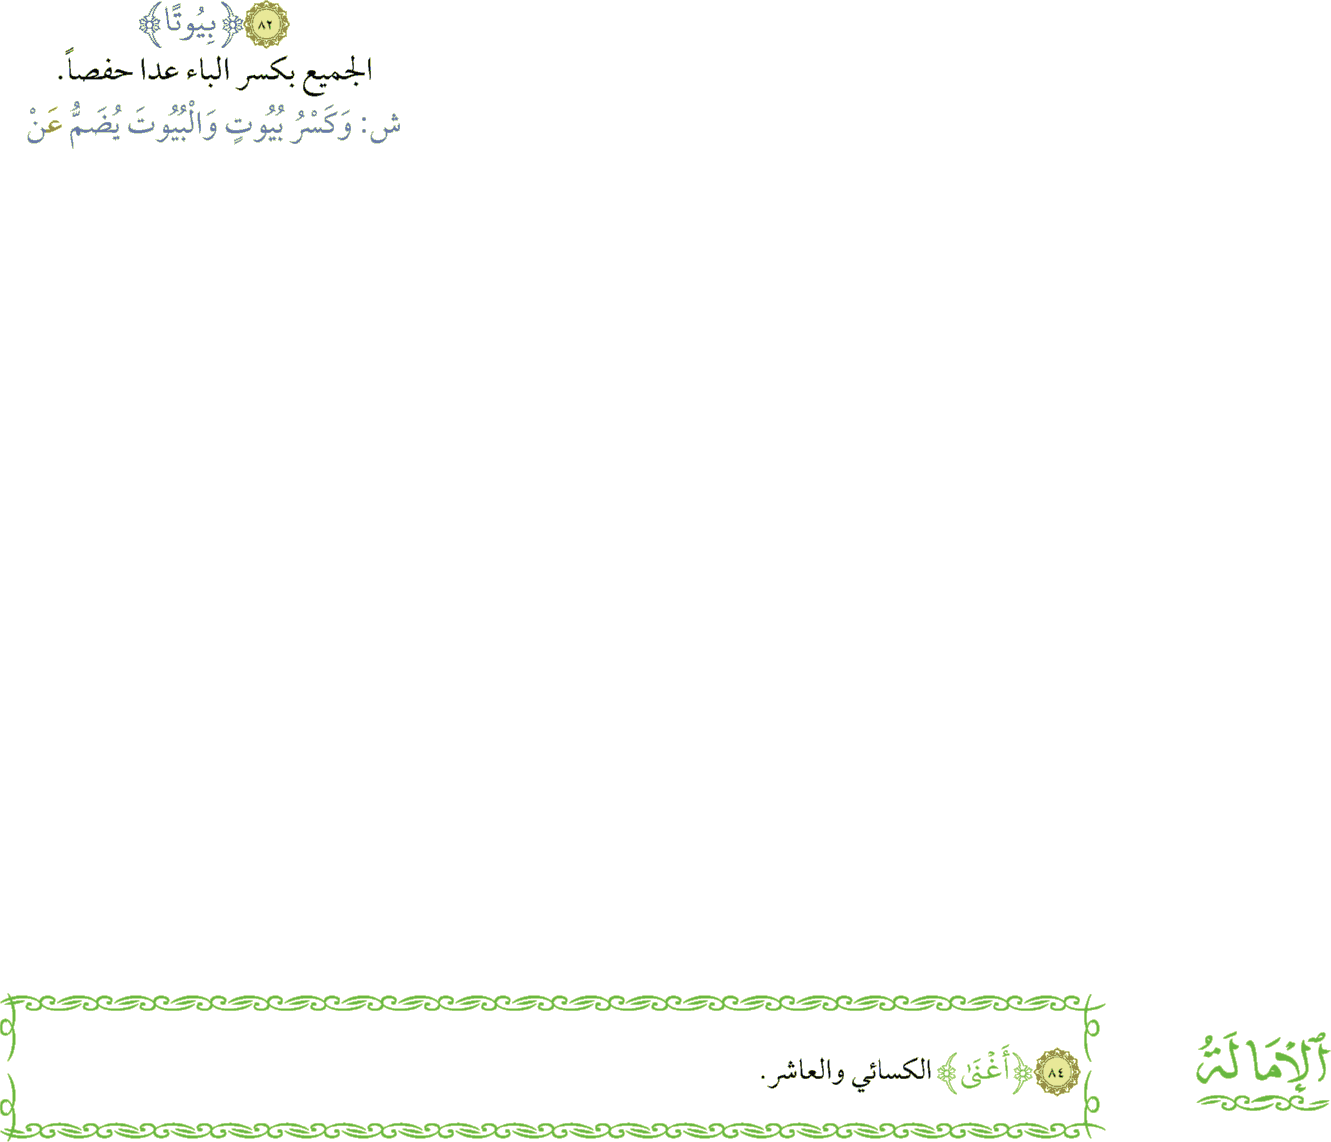 ٨٢ ﴿بِيُوتًا﴾
الجميع بكسر الباء عدا حفصاً.
ش: وَكَسْرُ بُيُوتٍ وَالْبُيُوتَ يُضَمُّ عَنْ
ٱلْإِمَالَةُ
٨٤ ﴿أَغْنَىٰ﴾ الكسائي والعاشر.